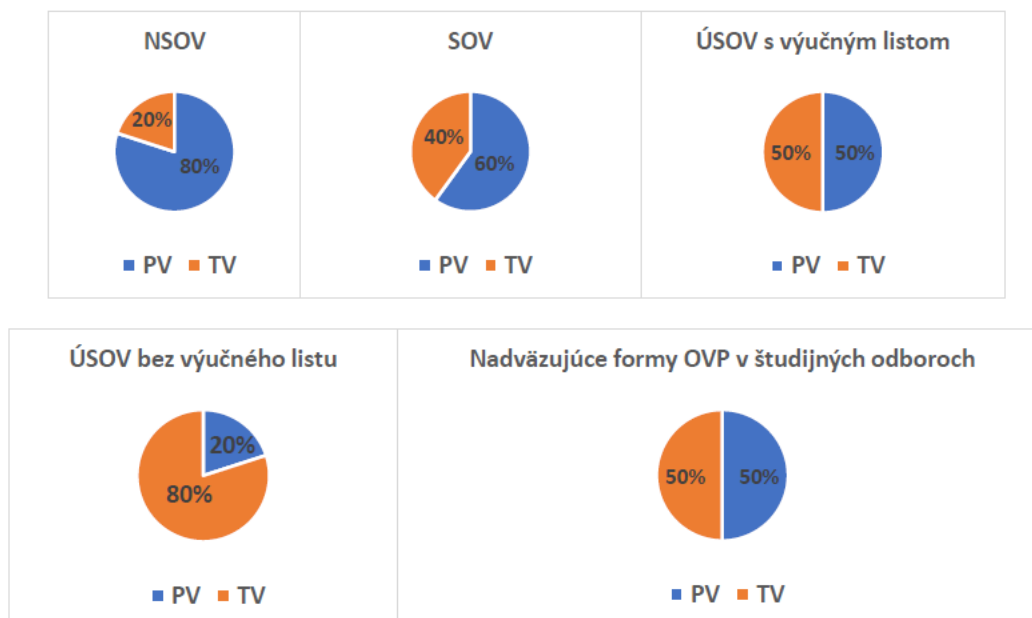 NSOV
20%
80%
PV TV
SOV
40%
60%
PV TV
ÚSOV s výučným listom
50% 50%
PV TV
ÚSOV bez výučného listu
20%
80%
PV TV
Nadväzujúce formy OVP v študijných odboroch
50% 50%
PV TV